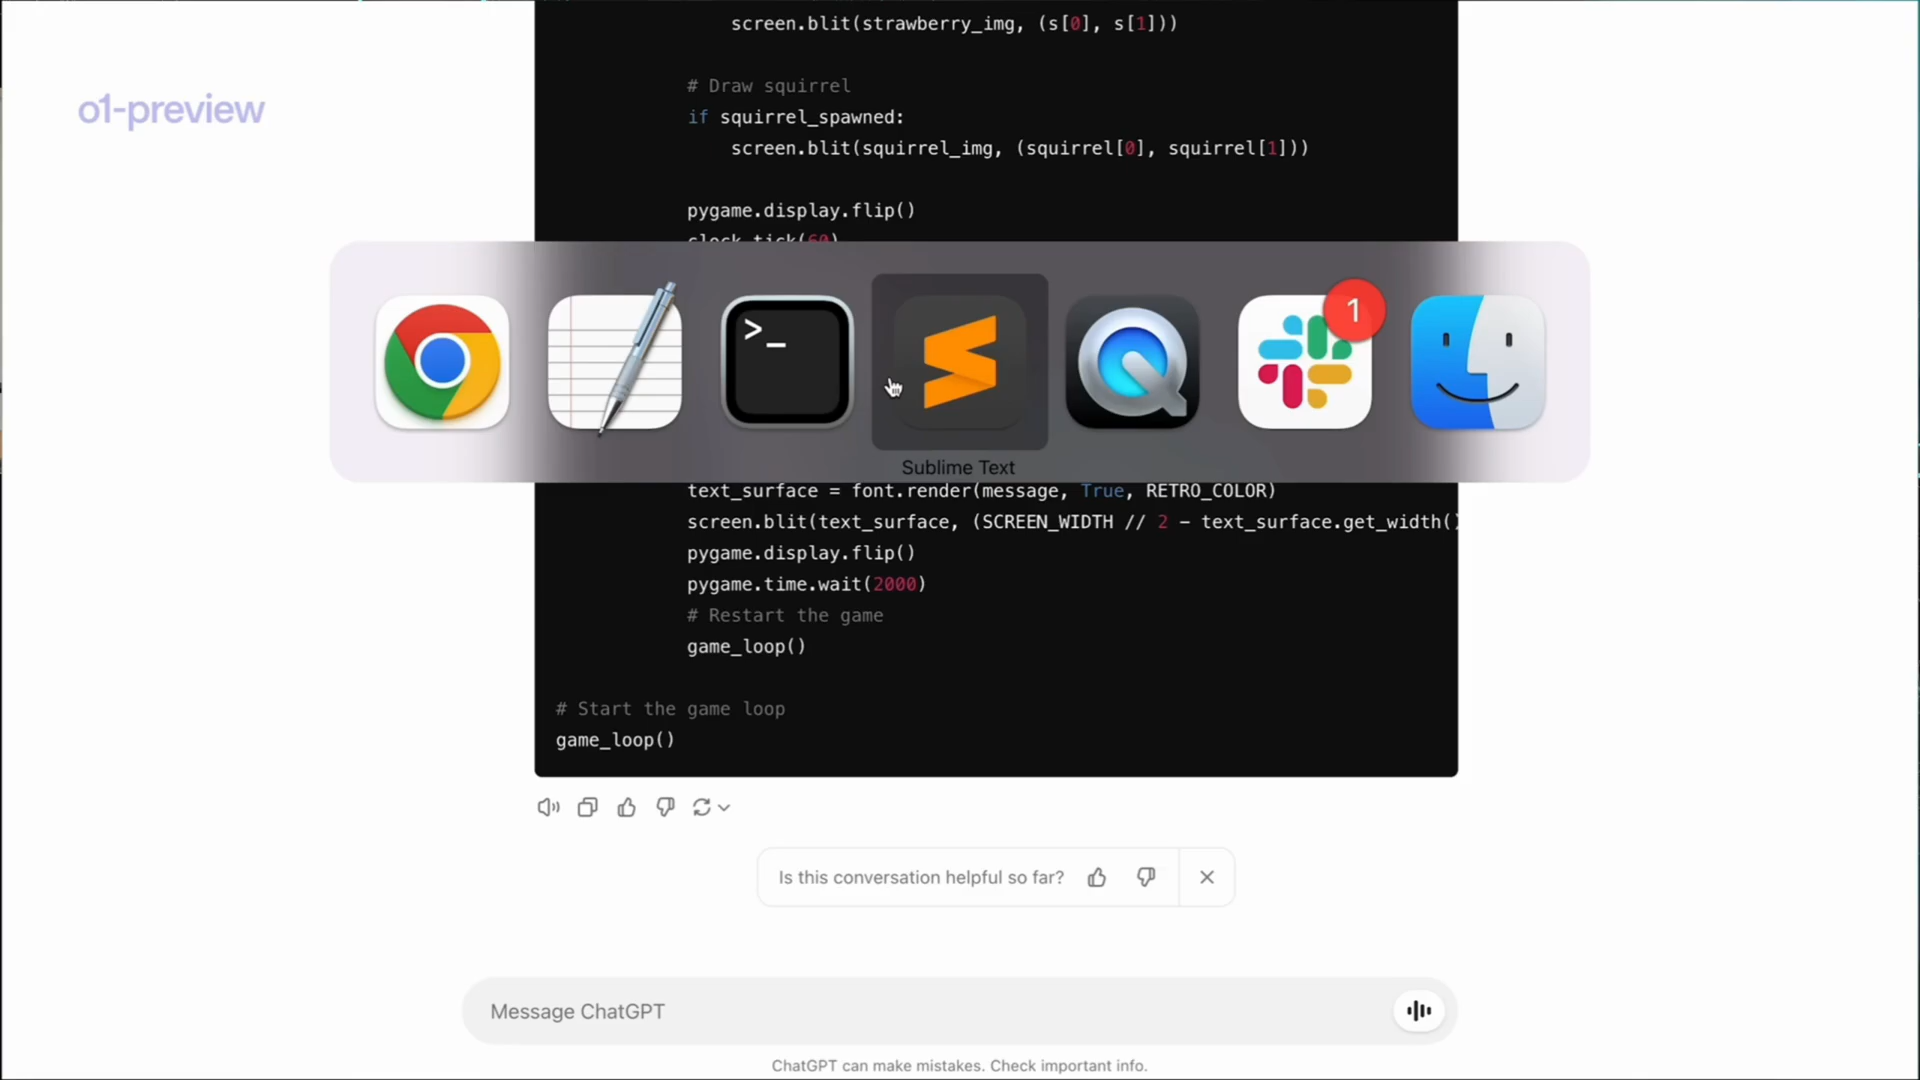 screen.blit(strawberry_img, (s[0], s[1]))
# Draw squirrel
o1-preview
if squirrel_spawned:
screen.blit(squirrel_img, (squirrel[0], squirrel[1]))
pygame.display.flip()
clock.tick(60)
>_
1
Sublime Text
text_surface = font.render(message, True, RETRO_COLOR)
screen.blit(text_surface, (SCREEN_WIDTH // 2 - text_surface.get_width()
pygame.display.flip()
pygame.time.wait(2000)
# Restart the game
game_loop()
# Start the game loop
game_loop()
Is this conversation helpful so far?
Message ChatGPT
ChatGPT can make mistakes. Check important info.